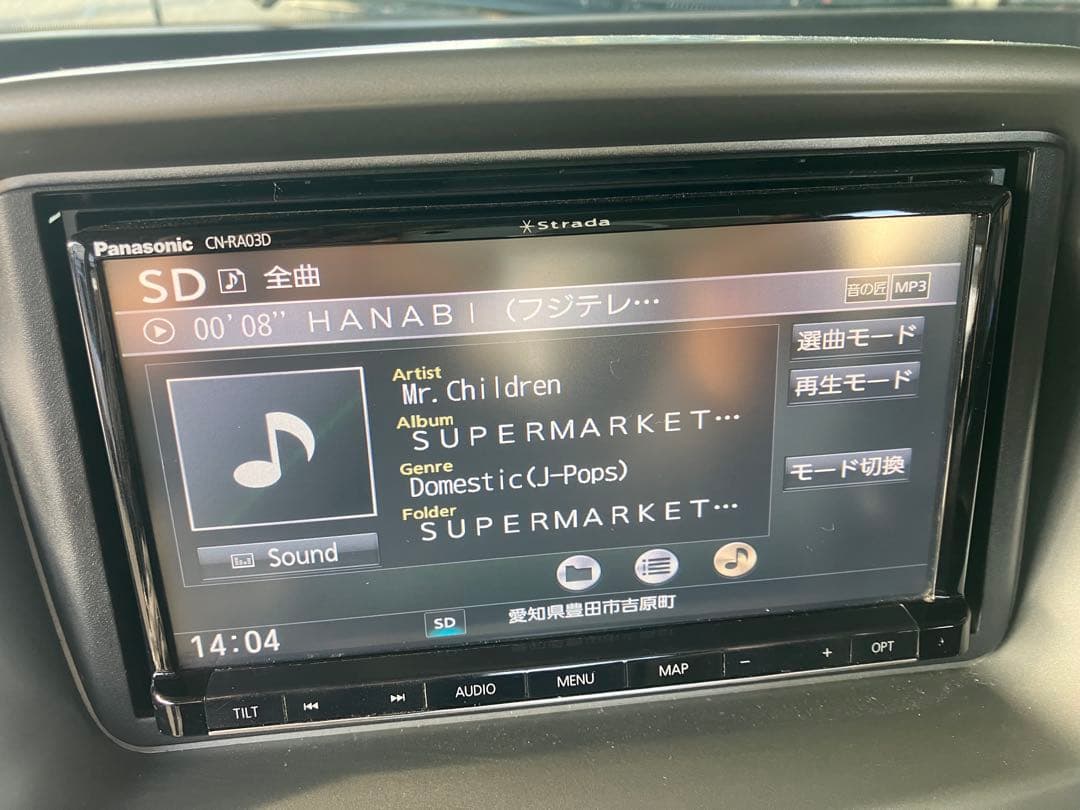 Strada
Panasonic CN-RA03D
SD 全曲
音の匠 MP3
00'08" ＨＡＮＡＢＩ （フジテレ…
選曲モード
Artist
Mr.Children
再生モード
Album
ＳＵＰＥＲＭＡＲＫＥＴ…
Genre
Domestic(J-Pops)
モード切換
Folder
ＳＵＰＥＲＭＡＲＫＥＴ…
Sound
14:04 SD 愛知県豊田市吉原町
TILT AUDIO MENU MAP − + OPT